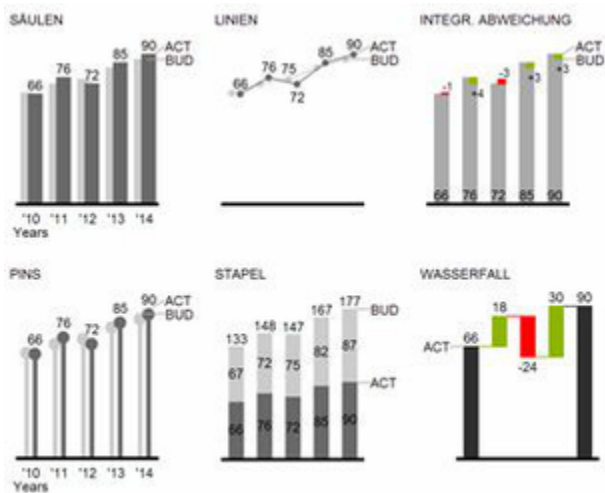 SÄULEN
66 76 72 85 90
ACT
BUD
'10 '11 '12 '13 '14
Years
LINIEN
66 76 75 72 85 90
ACT
BUD
INTEGR. ABWEICHUNG
-1 +4 -3 +3 +3
ACT
BUD
66 76 72 85 90
PINS
66 76 72 85 90
ACT
BUD
'10 '11 '12 '13 '14
Years
STAPEL
133 148 147 167 177
BUD
67 72 75 82 87
ACT
66 76 72 85 90
WASSERFALL
ACT
66 18 -24 30 90